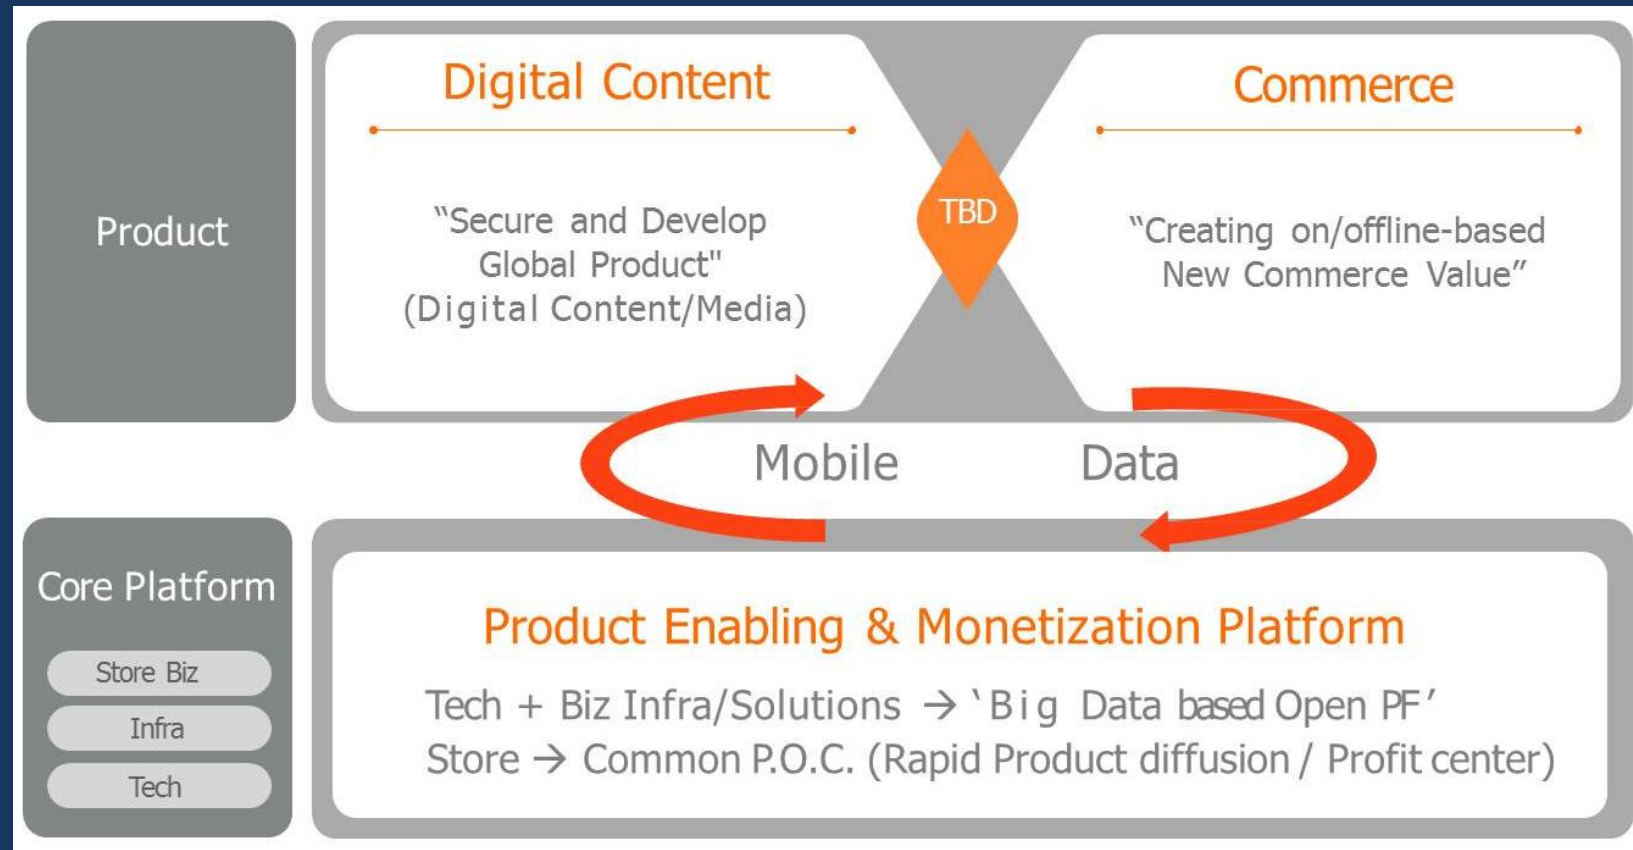 Product
Digital Content
“Secure and Develop
Global Product"
(Digital Content/Media)
TBD
Commerce
“Creating on/offline-based
New Commerce Value”
Mobile
Data
Core Platform
Store Biz
Infra
Tech
Product Enabling & Monetization Platform
Tech + Biz Infra/Solutions → ‘Big Data based Open PF’
Store → Common P.O.C. (Rapid Product diffusion / Profit center)